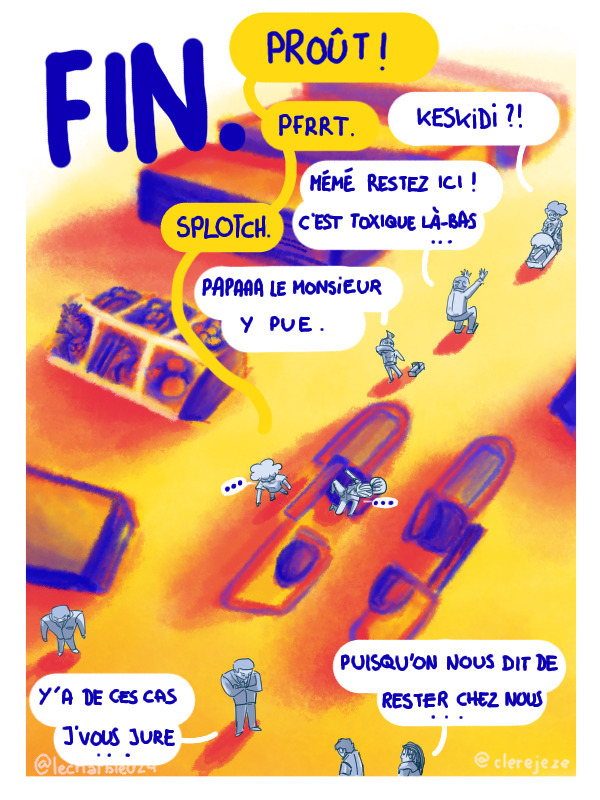 FIN.
PROÛT!
PFRRT.
KESKIDI ?!
MÉMÉ RESTEZ ICI !
C'EST TOXIQUE LÀ-BAS
...
SPLOTCH.
PAPAAA LE MONSIEUR
Y PUE.
...
...
PUISQU'ON NOUS DIT DE
RESTER CHEZ NOUS
...
Y'A DE CES CAS
J'VOUS JURE
...
@clerejeze